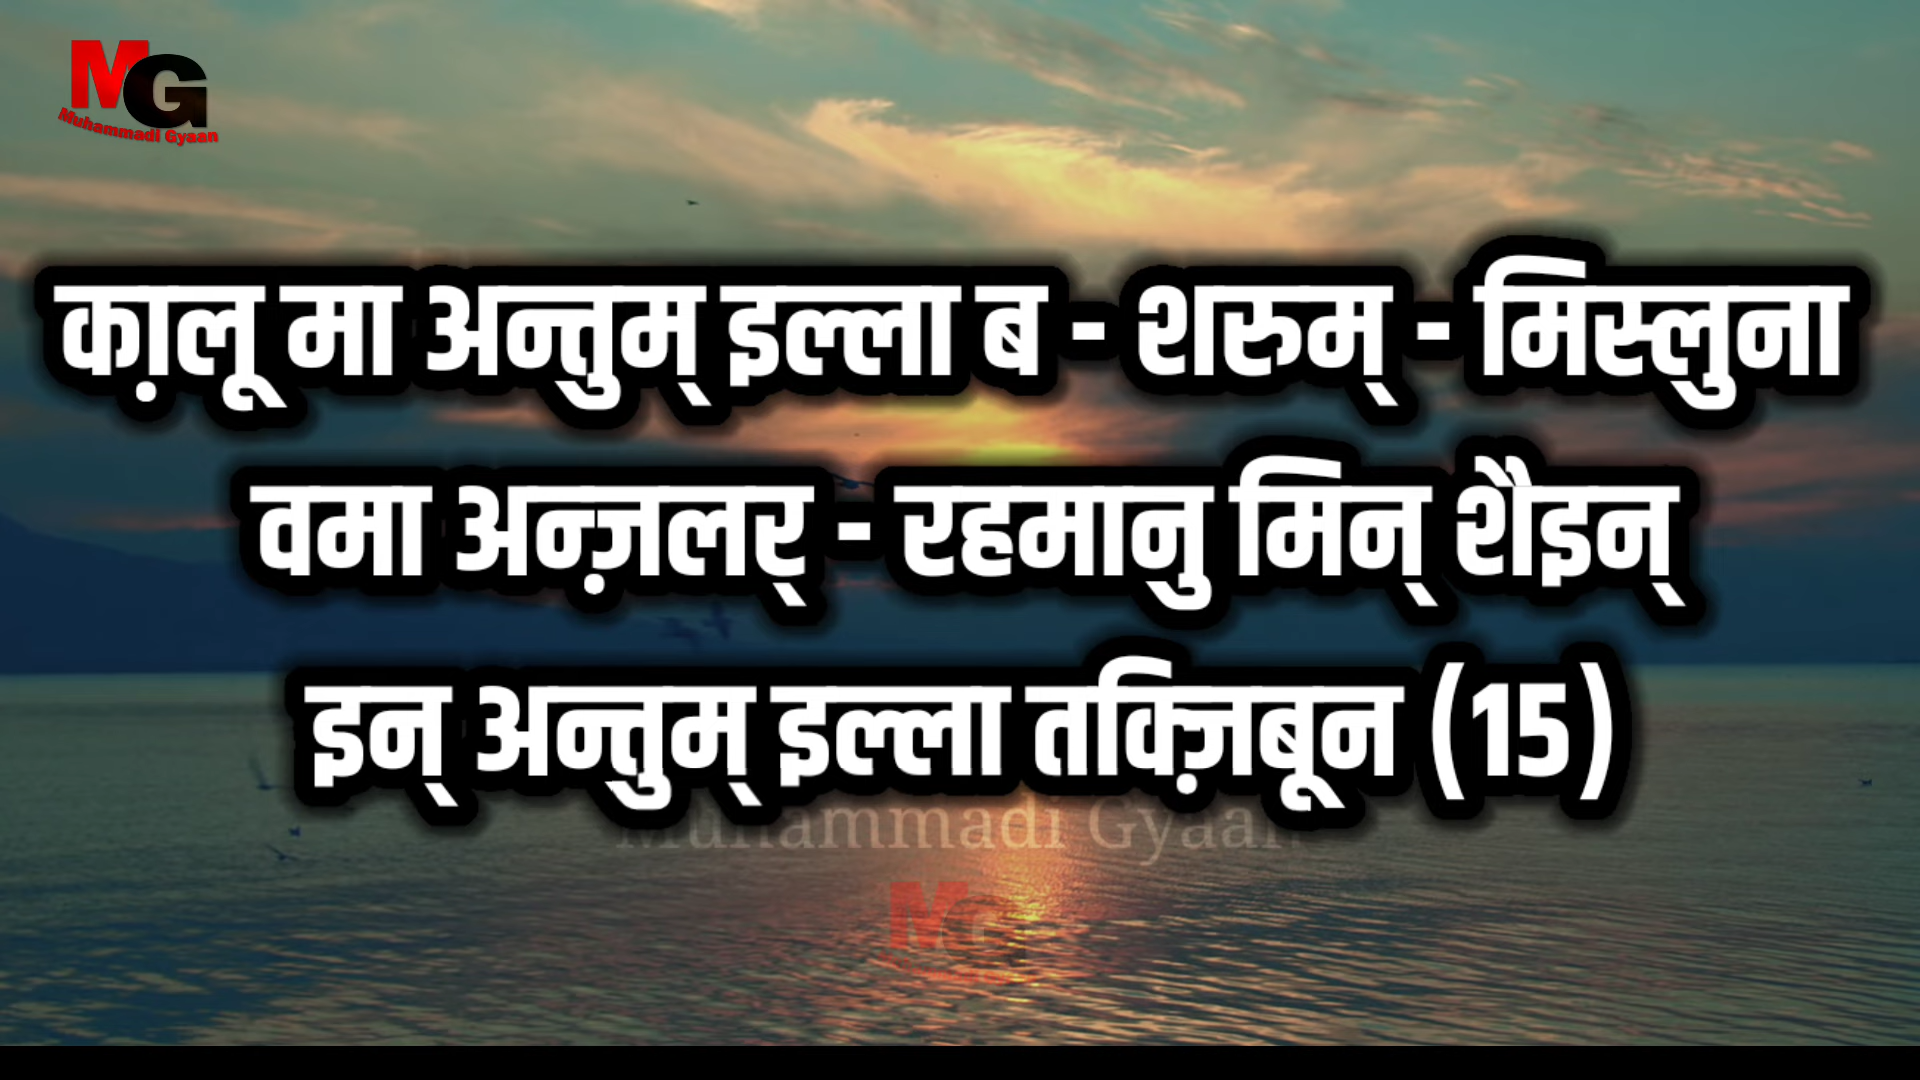 MG
Muhammadi Gyaan
क़ालू मा अन्तुम् इल्ला ब - शरुम् - मिस्लुना
वमा अन्ज़लर् - रहमानु मिन् शैइन्
इन् अन्तुम् इल्ला तक्ज़िबून (15)
Muhammadi Gyaan
MG